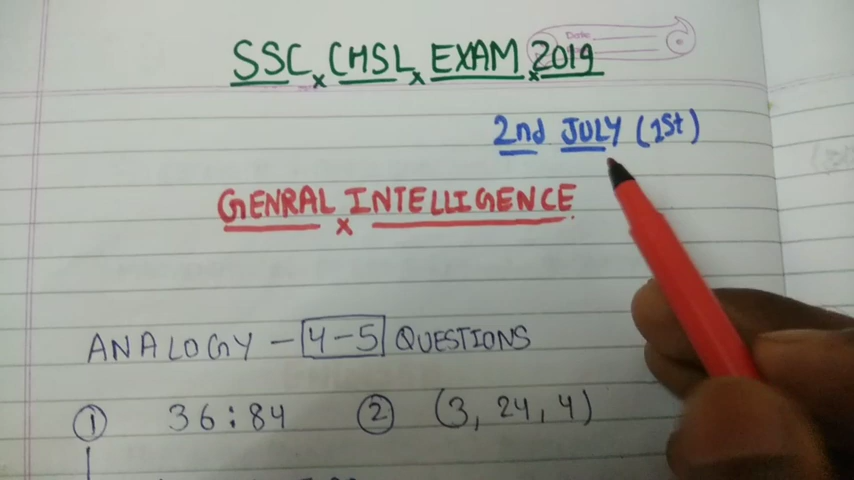 Date
SSC CHSL EXAM 2019
2nd JULY (1st)
GENRAL INTELLIGENCE
ANALOGY - 4-5 QUESTIONS
① 36:84 ② (3, 24, 4)